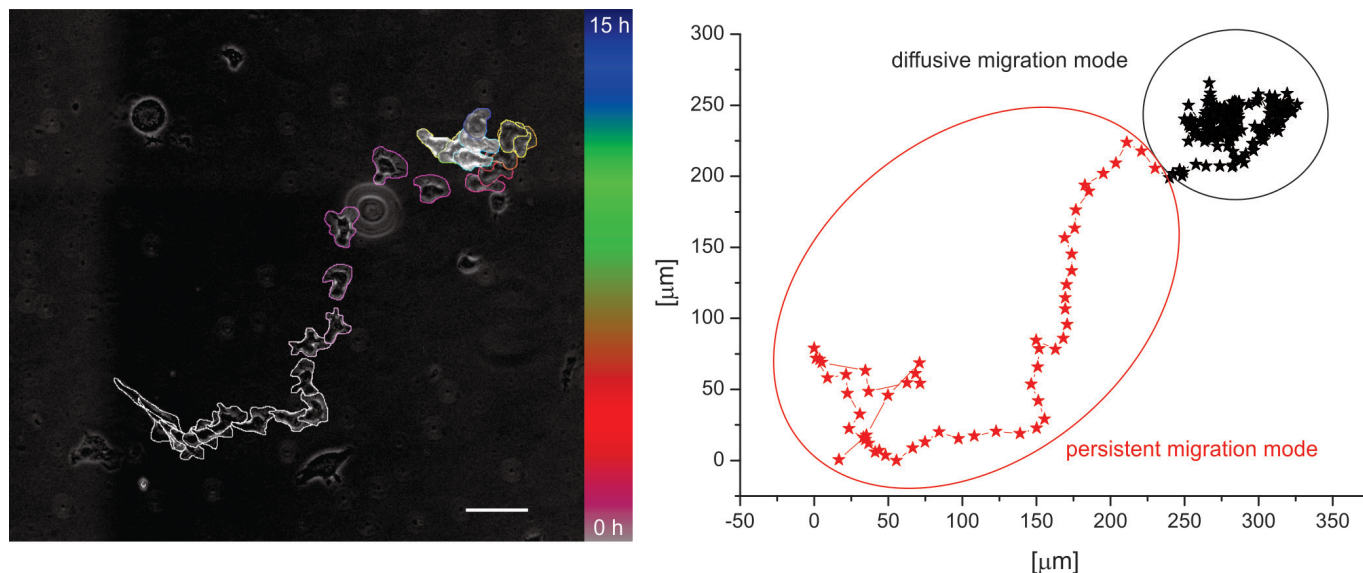 15 h
0 h
300
250
200
150
100
50
0
[μm]
diffusive migration mode
persistent migration mode
-50 0 50 100 150 200 250 300 350
[μm]